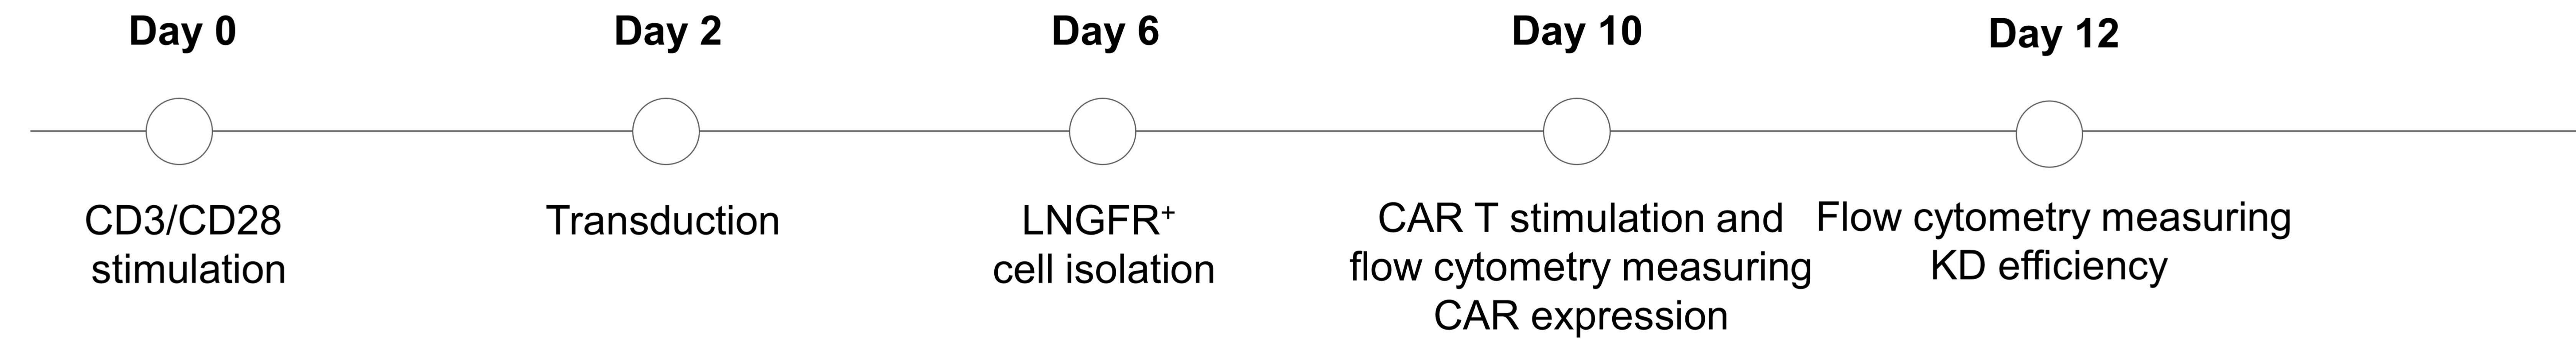 Day 0
Day 2
Day 6
Day 10
Day 12
CD3/CD28
stimulation
Transduction
LNGFR⁺
cell isolation
CAR T stimulation and
flow cytometry measuring
CAR expression
Flow cytometry measuring
KD efficiency